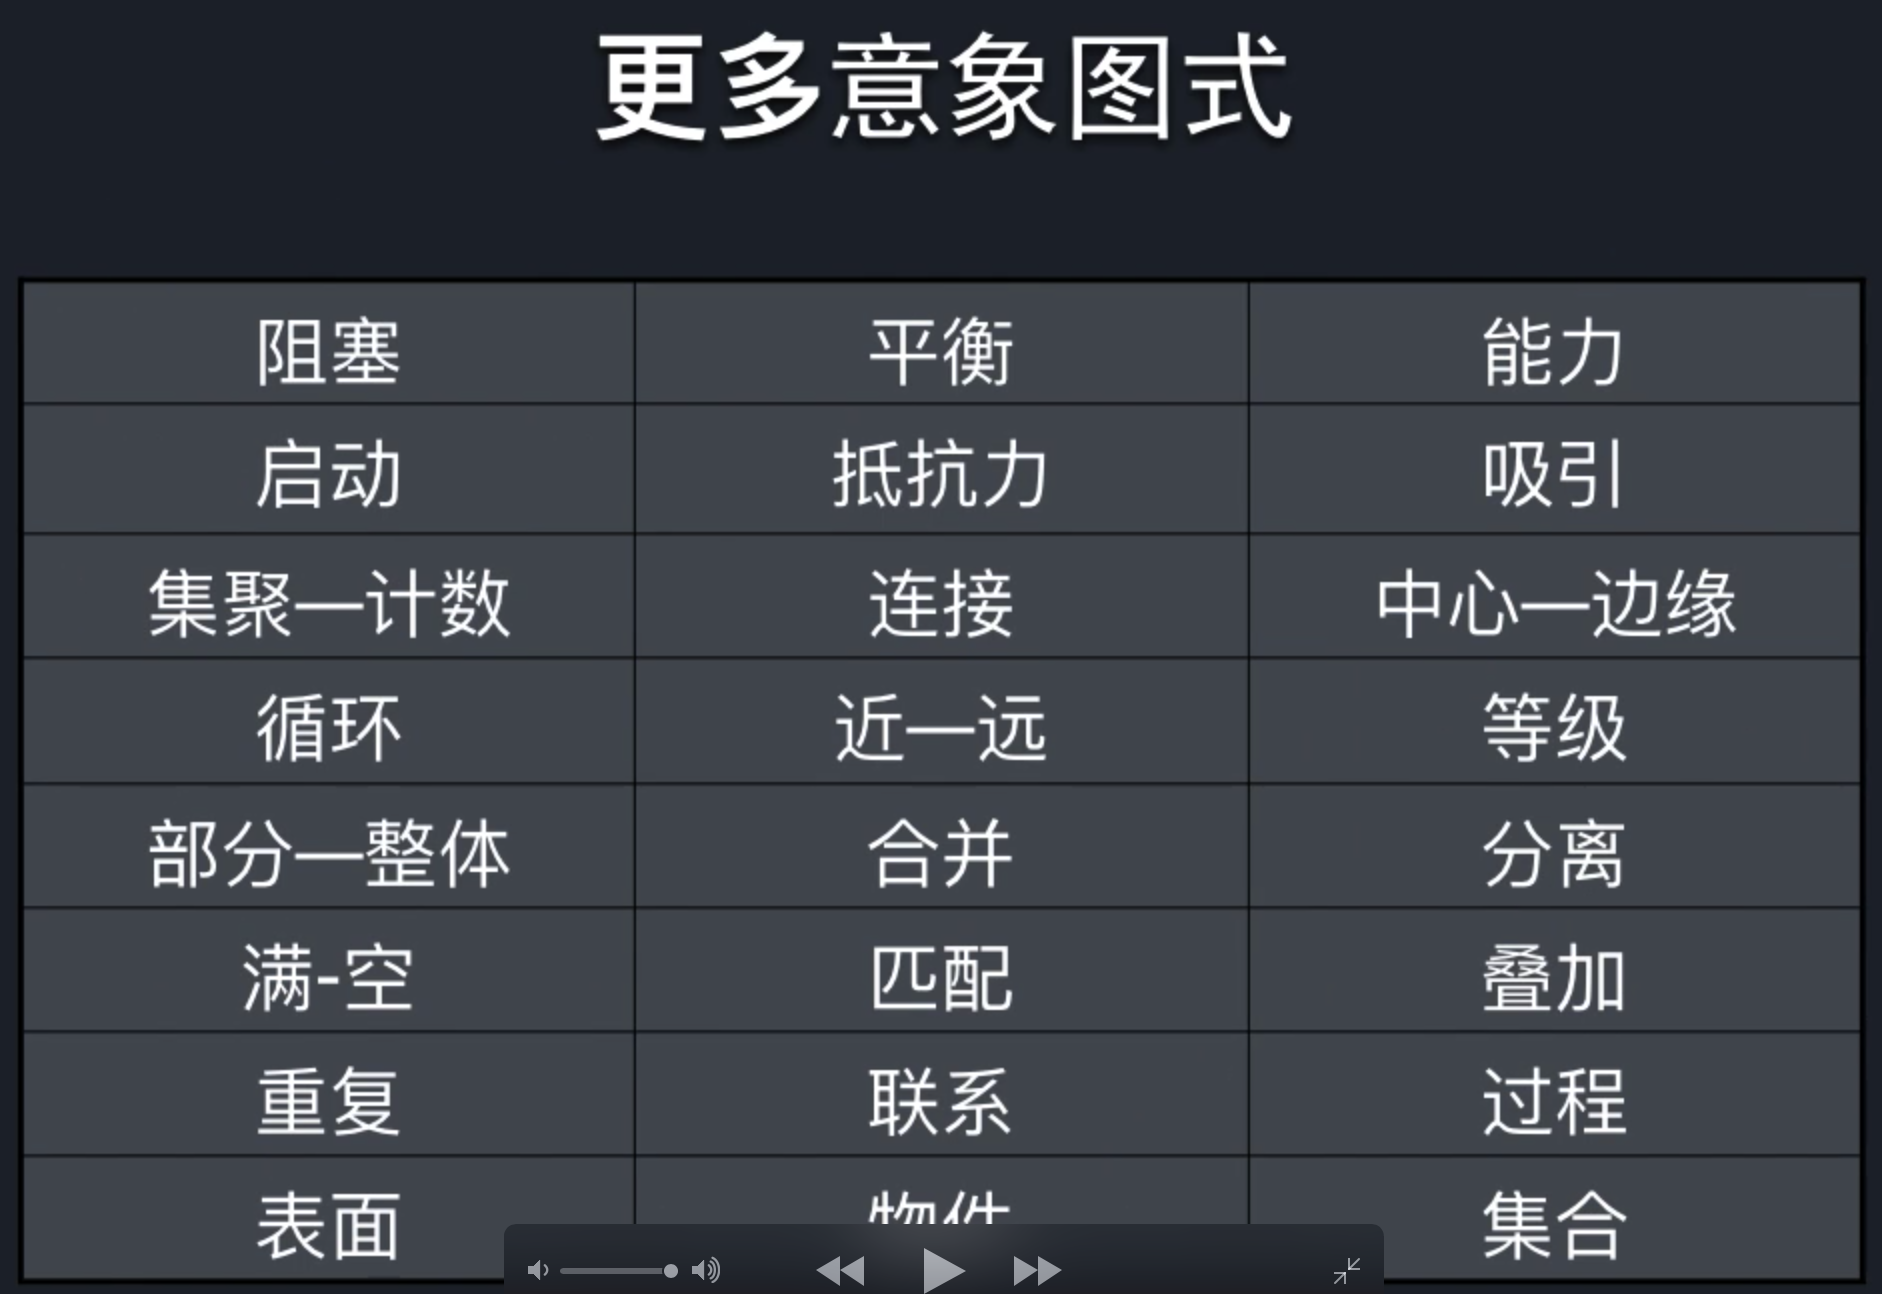 更多意象图式
阻塞 平衡 能力
启动 抵抗力 吸引
集聚—计数 连接 中心—边缘
循环 近—远 等级
部分—整体 合并 分离
满-空 匹配 叠加
重复 联系 过程
表面 物件 集合